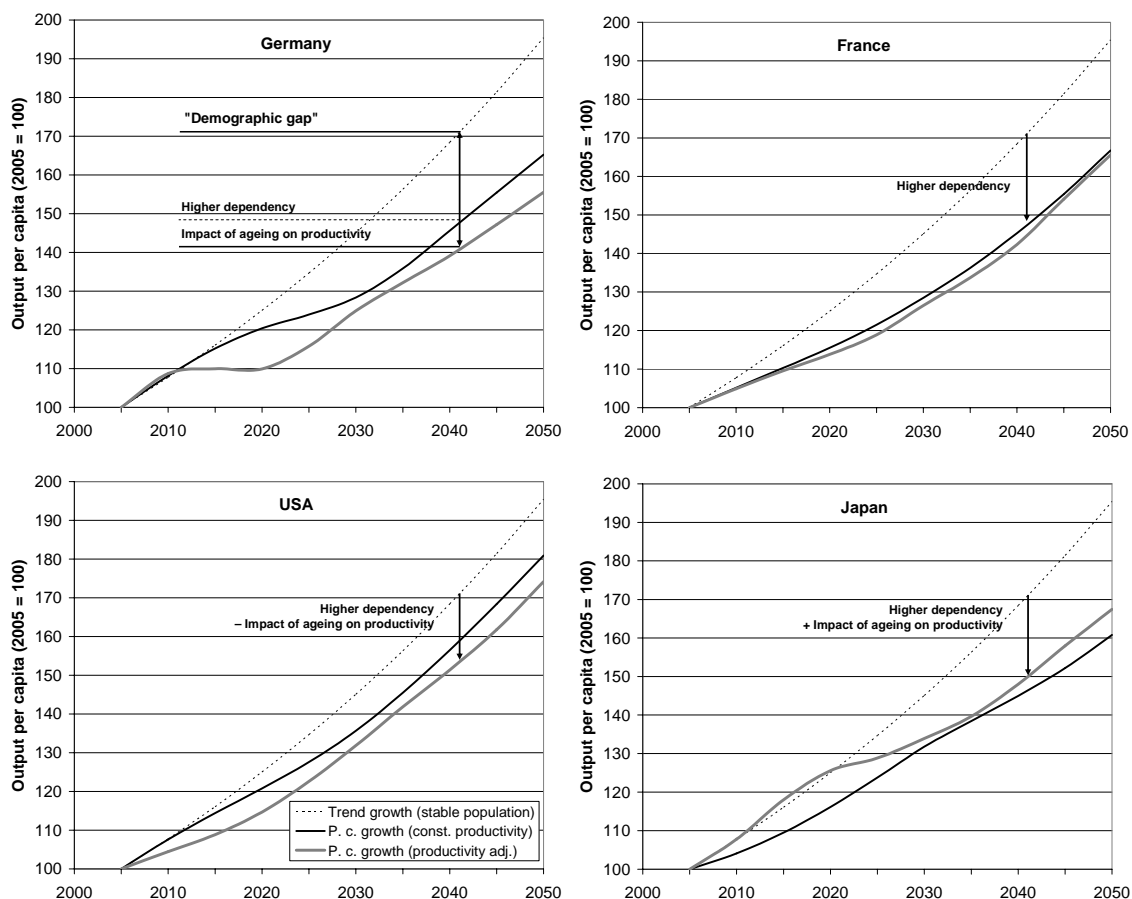 Germany
Output per capita (2005 = 100)
200
190
180
170
160
150
140
130
120
110
100
"Demographic gap"
Higher dependency
Impact of ageing on productivity
2000 2010 2020 2030 2040 2050
France
Output per capita (2005 = 100)
200
190
180
170
160
150
140
130
120
110
100
Higher dependency
2000 2010 2020 2030 2040 2050
USA
Output per capita (2005 = 100)
200
190
180
170
160
150
140
130
120
110
100
Higher dependency
– Impact of ageing on productivity
Trend growth (stable population)
P. c. growth (const. productivity)
P. c. growth (productivity adj.)
2000 2010 2020 2030 2040 2050
Japan
Output per capita (2005 = 100)
200
190
180
170
160
150
140
130
120
110
100
Higher dependency
+ Impact of ageing on productivity
2000 2010 2020 2030 2040 2050